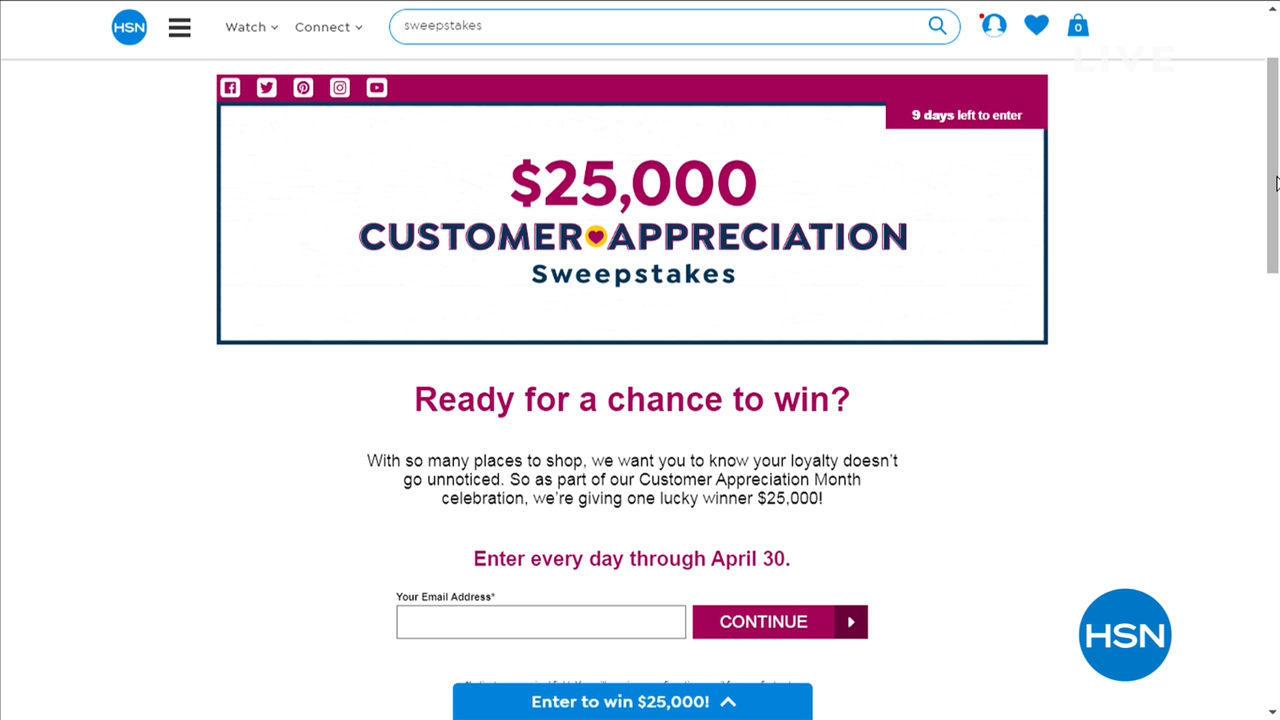 HSN
Watch
Connect
sweepstakes
0
LIVE
9 days left to enter
$25,000
CUSTOMER APPRECIATION
Sweepstakes
Ready for a chance to win?
With so many places to shop, we want you to know your loyalty doesn't
go unnoticed. So as part of our Customer Appreciation Month
celebration, we're giving one lucky winner $25,000!
Enter every day through April 30.
Your Email Address*
CONTINUE
HSN
Enter to win $25,000!